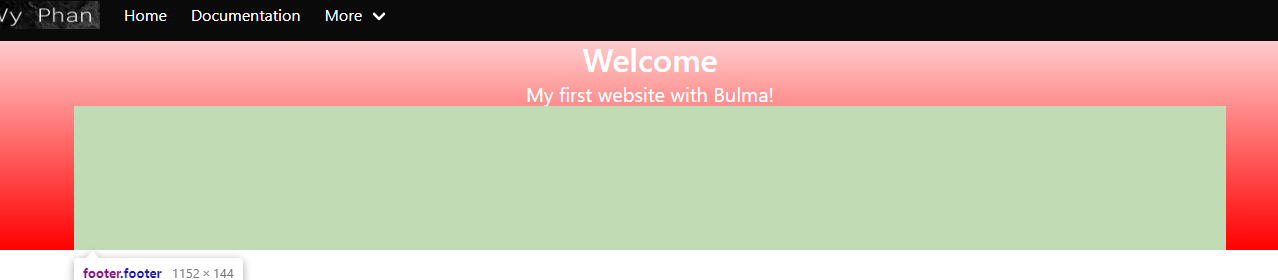 Vy Phan Home Documentation More
Welcome
My first website with Bulma!
footer.footer 1152 × 144